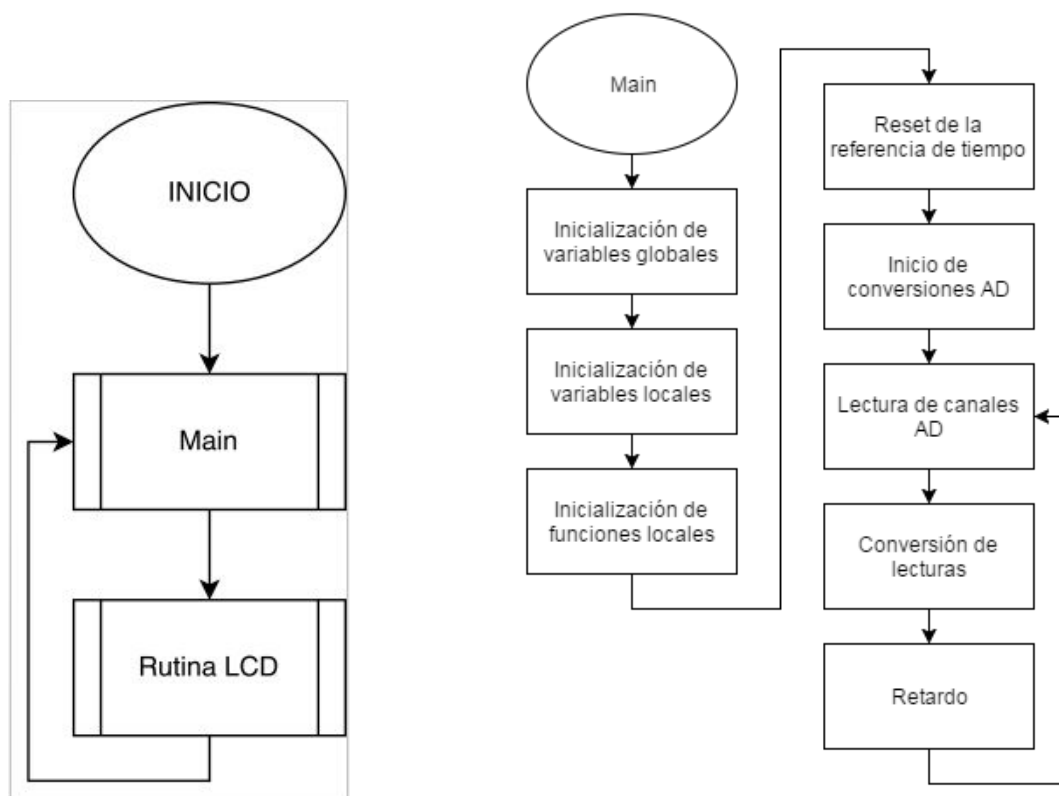 INICIO
Main
Rutina LCD
Main
Inicialización de
variables globales
Inicialización de
variables locales
Inicialización de
funciones locales
Reset de la
referencia de tiempo
Inicio de
conversiones AD
Lectura de canales
AD
Conversión de
lecturas
Retardo